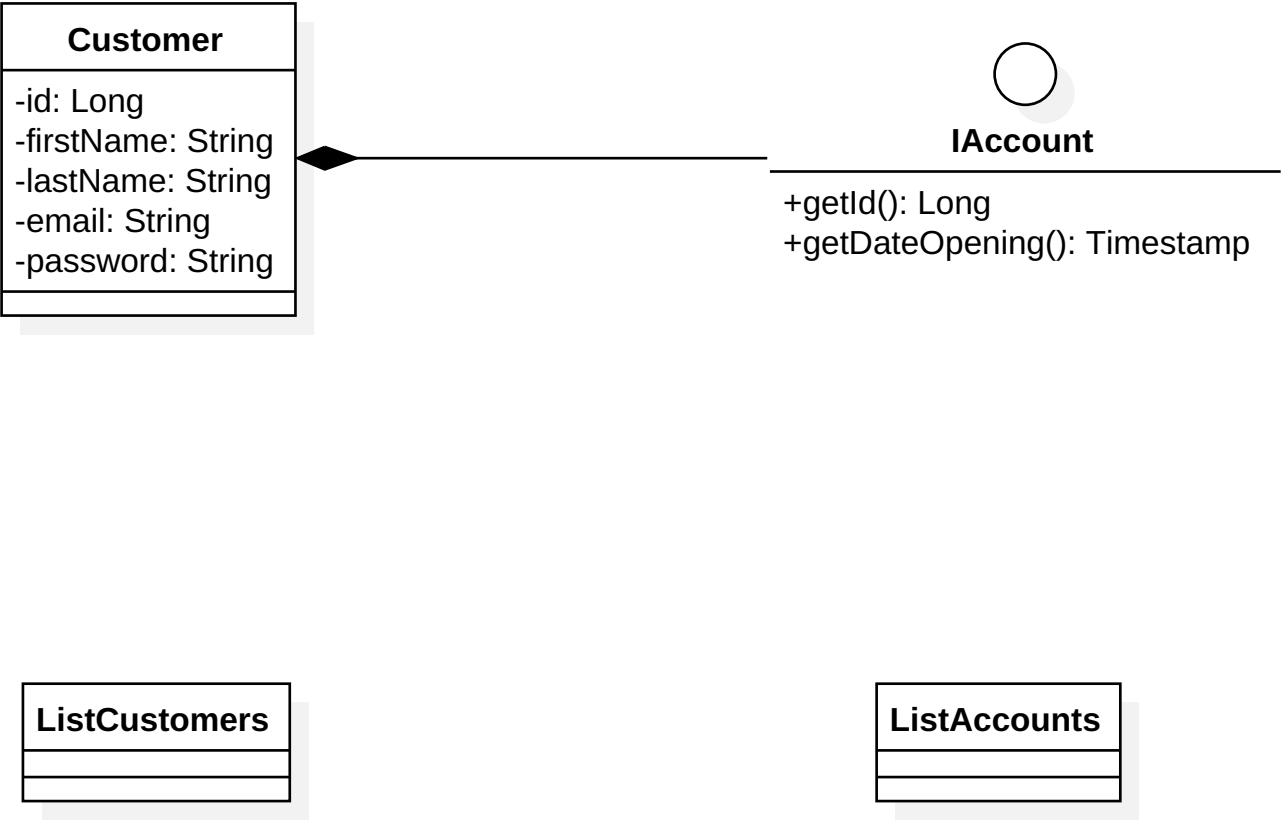 Customer
-id: Long
-firstName: String
-lastName: String
-email: String
-password: String
IAccount
+getId(): Long
+getDateOpening(): Timestamp
ListCustomers
ListAccounts